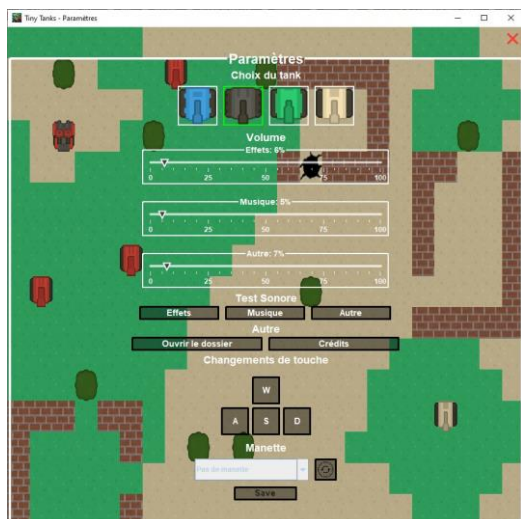 Tiny Tanks - Paramètres
Paramètres
Choix du tank
Volume
Effets: 6%
0 25 50 75 100
Musique: 5%
0 25 50 75 100
Autre: 7%
0 25 50 75 100
Test Sonore
Effets Musique Autre
Autre
Ouvrir le dossier Crédits
Changements de touche
W
A S D
Manette
Pas de manette
Save